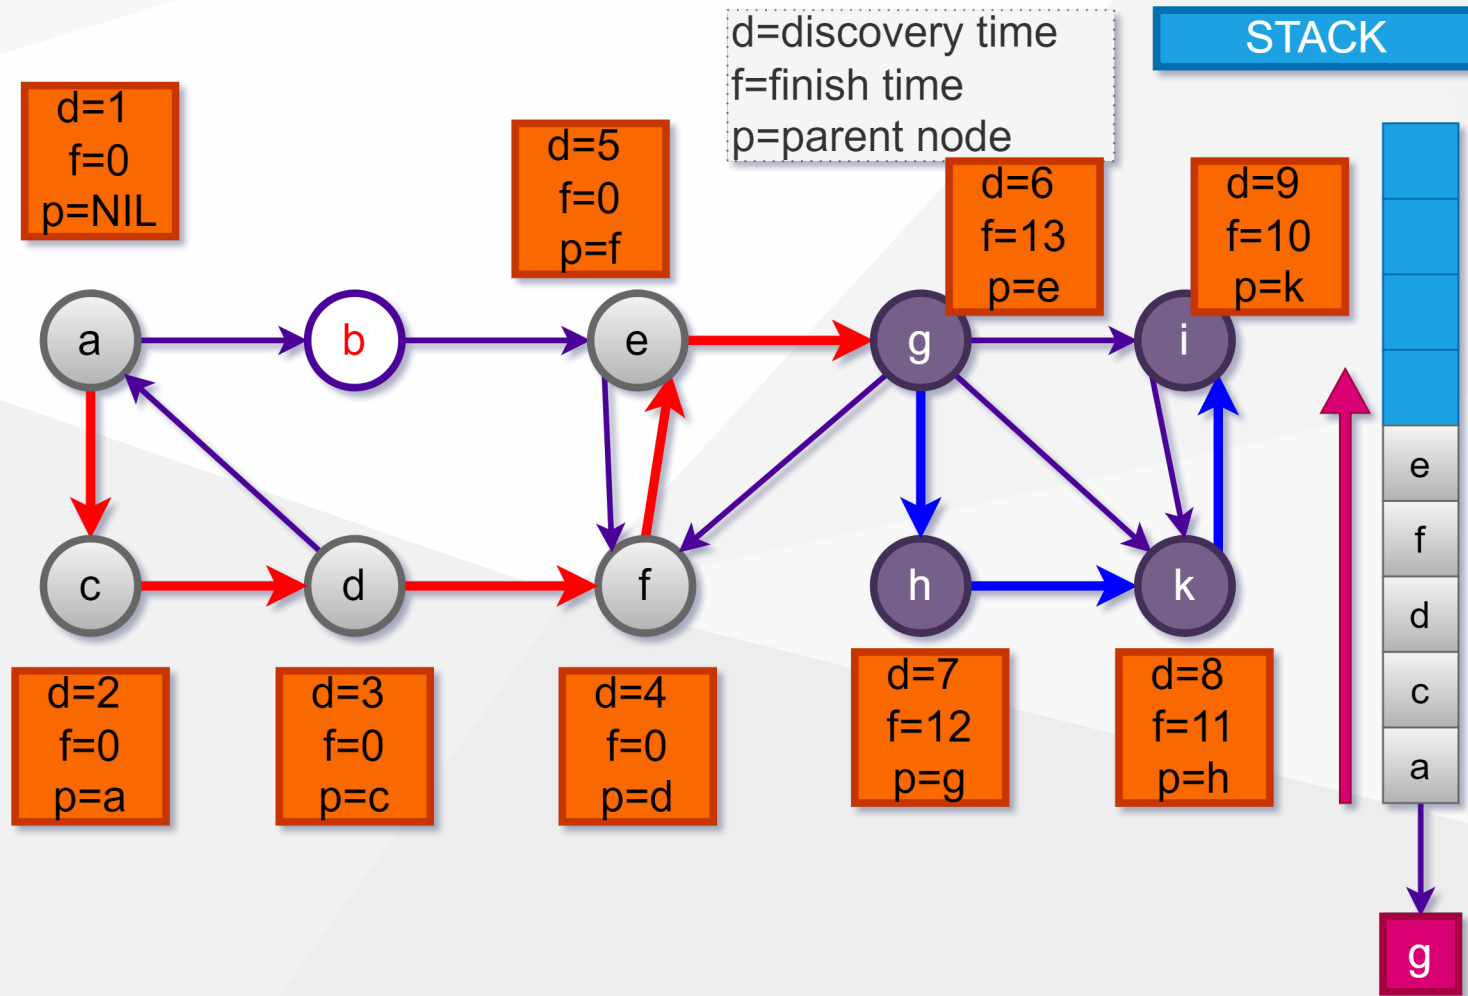 d=discovery time
f=finish time
p=parent node
STACK
d=1
f=0
p=NIL
d=5
f=0
p=f
d=6
f=13
p=e
d=9
f=10
p=k
a
b
e
g
i
c
d
f
h
k
d=2
f=0
p=a
d=3
f=0
p=c
d=4
f=0
p=d
d=7
f=12
p=g
d=8
f=11
p=h
e
f
d
c
a
g